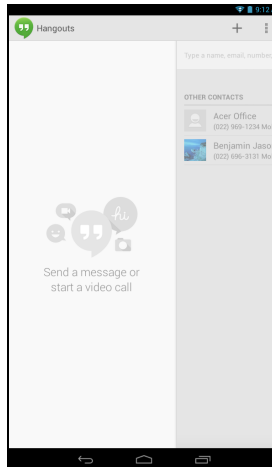 9:12
Hangouts
Type a name, email, number,
OTHER CONTACTS
Acer Office
(022) 969-1234 Mo
Benjamin Jaso
(022) 696-3131 Mo
hi
Send a message or
start a video call